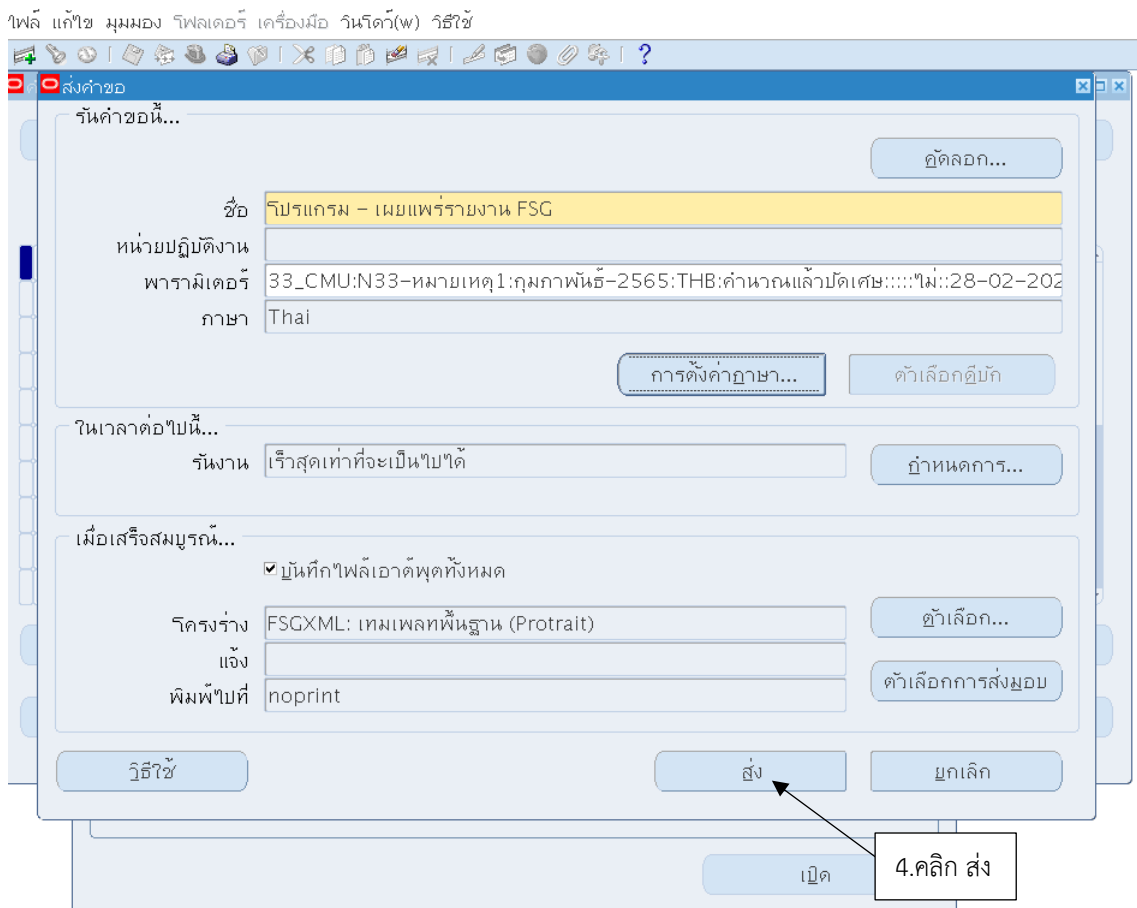 ไฟล์ แก้ไข มุมมอง โฟลเดอร์ เครื่องมือ วินโดว์(w) วิธีใช้
ส่งคำขอ
รันคำขอนี้...
คัดลอก...
ชื่อ โปรแกรม – เผยแพร่รายงาน FSG
หน่วยปฏิบัติงาน
พารามิเตอร์ 33_CMU:N33–หมายเหตุ1:กุมภาพันธ์–2565:THB:คำนวณแล้วปัดเศษ:::::ไม่::28–02–202
ภาษา Thai
การตั้งค่าภาษา... ตัวเลือกดีบัก
ในเวลาต่อไปนี้...
รันงาน เร็วสุดเท่าที่จะเป็นไปได้ กำหนดการ...
เมื่อเสร็จสมบูรณ์...
บันทึกไฟล์เอาต์พุตทั้งหมด
โครงร่าง FSGXML: เทมเพลทพื้นฐาน (Protrait) ตัวเลือก...
แจ้ง
พิมพ์ไปที่ noprint ตัวเลือกการส่งมอบ
วิธีใช้ ส่ง ยกเลิก
เปิด 4.คลิก ส่ง